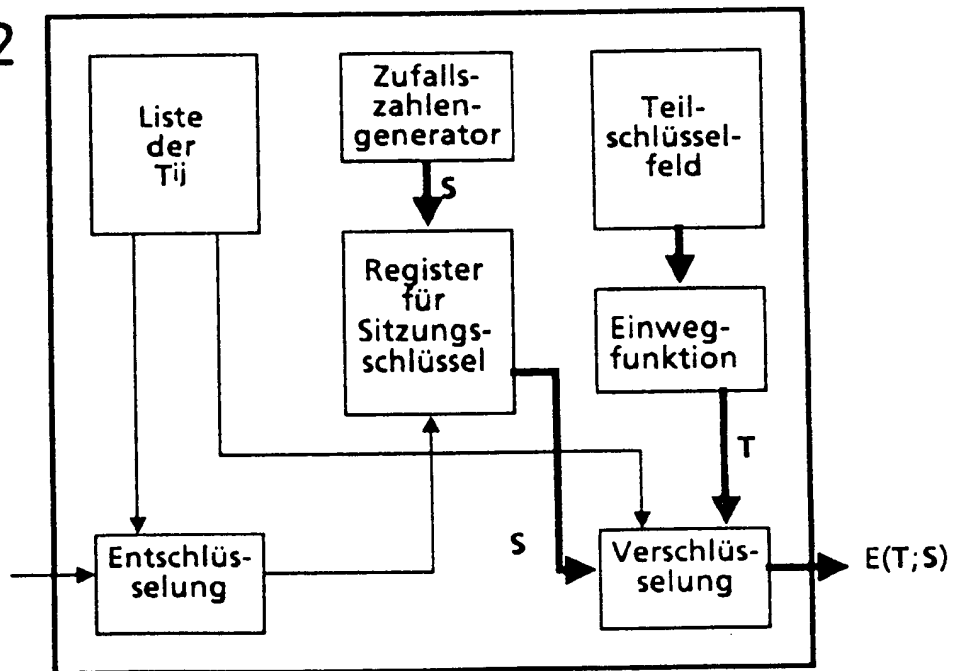 2
Liste
der
Tij
Zufalls-
zahlen-
generator
S
Teil-
schlüssel-
feld
Register
für
Sitzungs-
schlüssel
Einweg-
funktion
T
S
Entschlüs-
selung
Verschlüs-
selung
E(T;S)